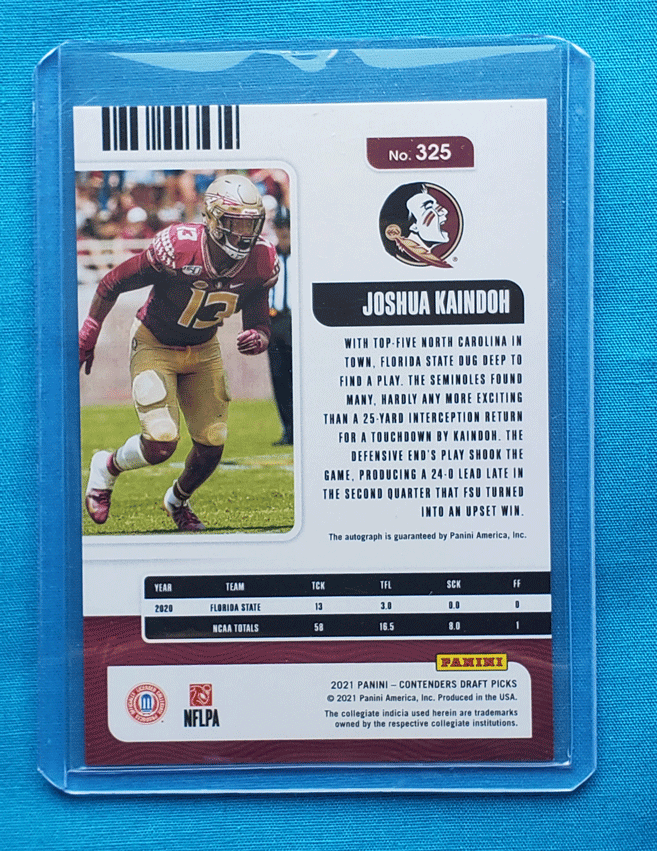 No. 325
JOSHUA KAINDOH
WITH TOP-FIVE NORTH CAROLINA IN
TOWN, FLORIDA STATE DUG DEEP TO
FIND A PLAY. THE SEMINOLES FOUND
MANY, HARDLY ANY MORE EXCITING
THAN A 25-YARD INTERCEPTION RETURN
FOR A TOUCHDOWN BY KAINDOH. THE
DEFENSIVE END'S PLAY SHOOK THE
GAME, PRODUCING A 24-0 LEAD LATE IN
THE SECOND QUARTER THAT FSU TURNED
INTO AN UPSET WIN.
The autograph is guaranteed by Panini America, Inc.
13
YEAR TEAM TCK TFL SCK FF
2020 FLORIDA STATE 13 3.0 0.0 0
NCAA TOTALS 58 16.5 8.0 1
PANINI
2021 PANINI – CONTENDERS DRAFT PICKS
© 2021 Panini America, Inc. Produced in the USA.
The collegiate indicia used herein are trademarks
owned by the respective collegiate institutions.
NFLPA